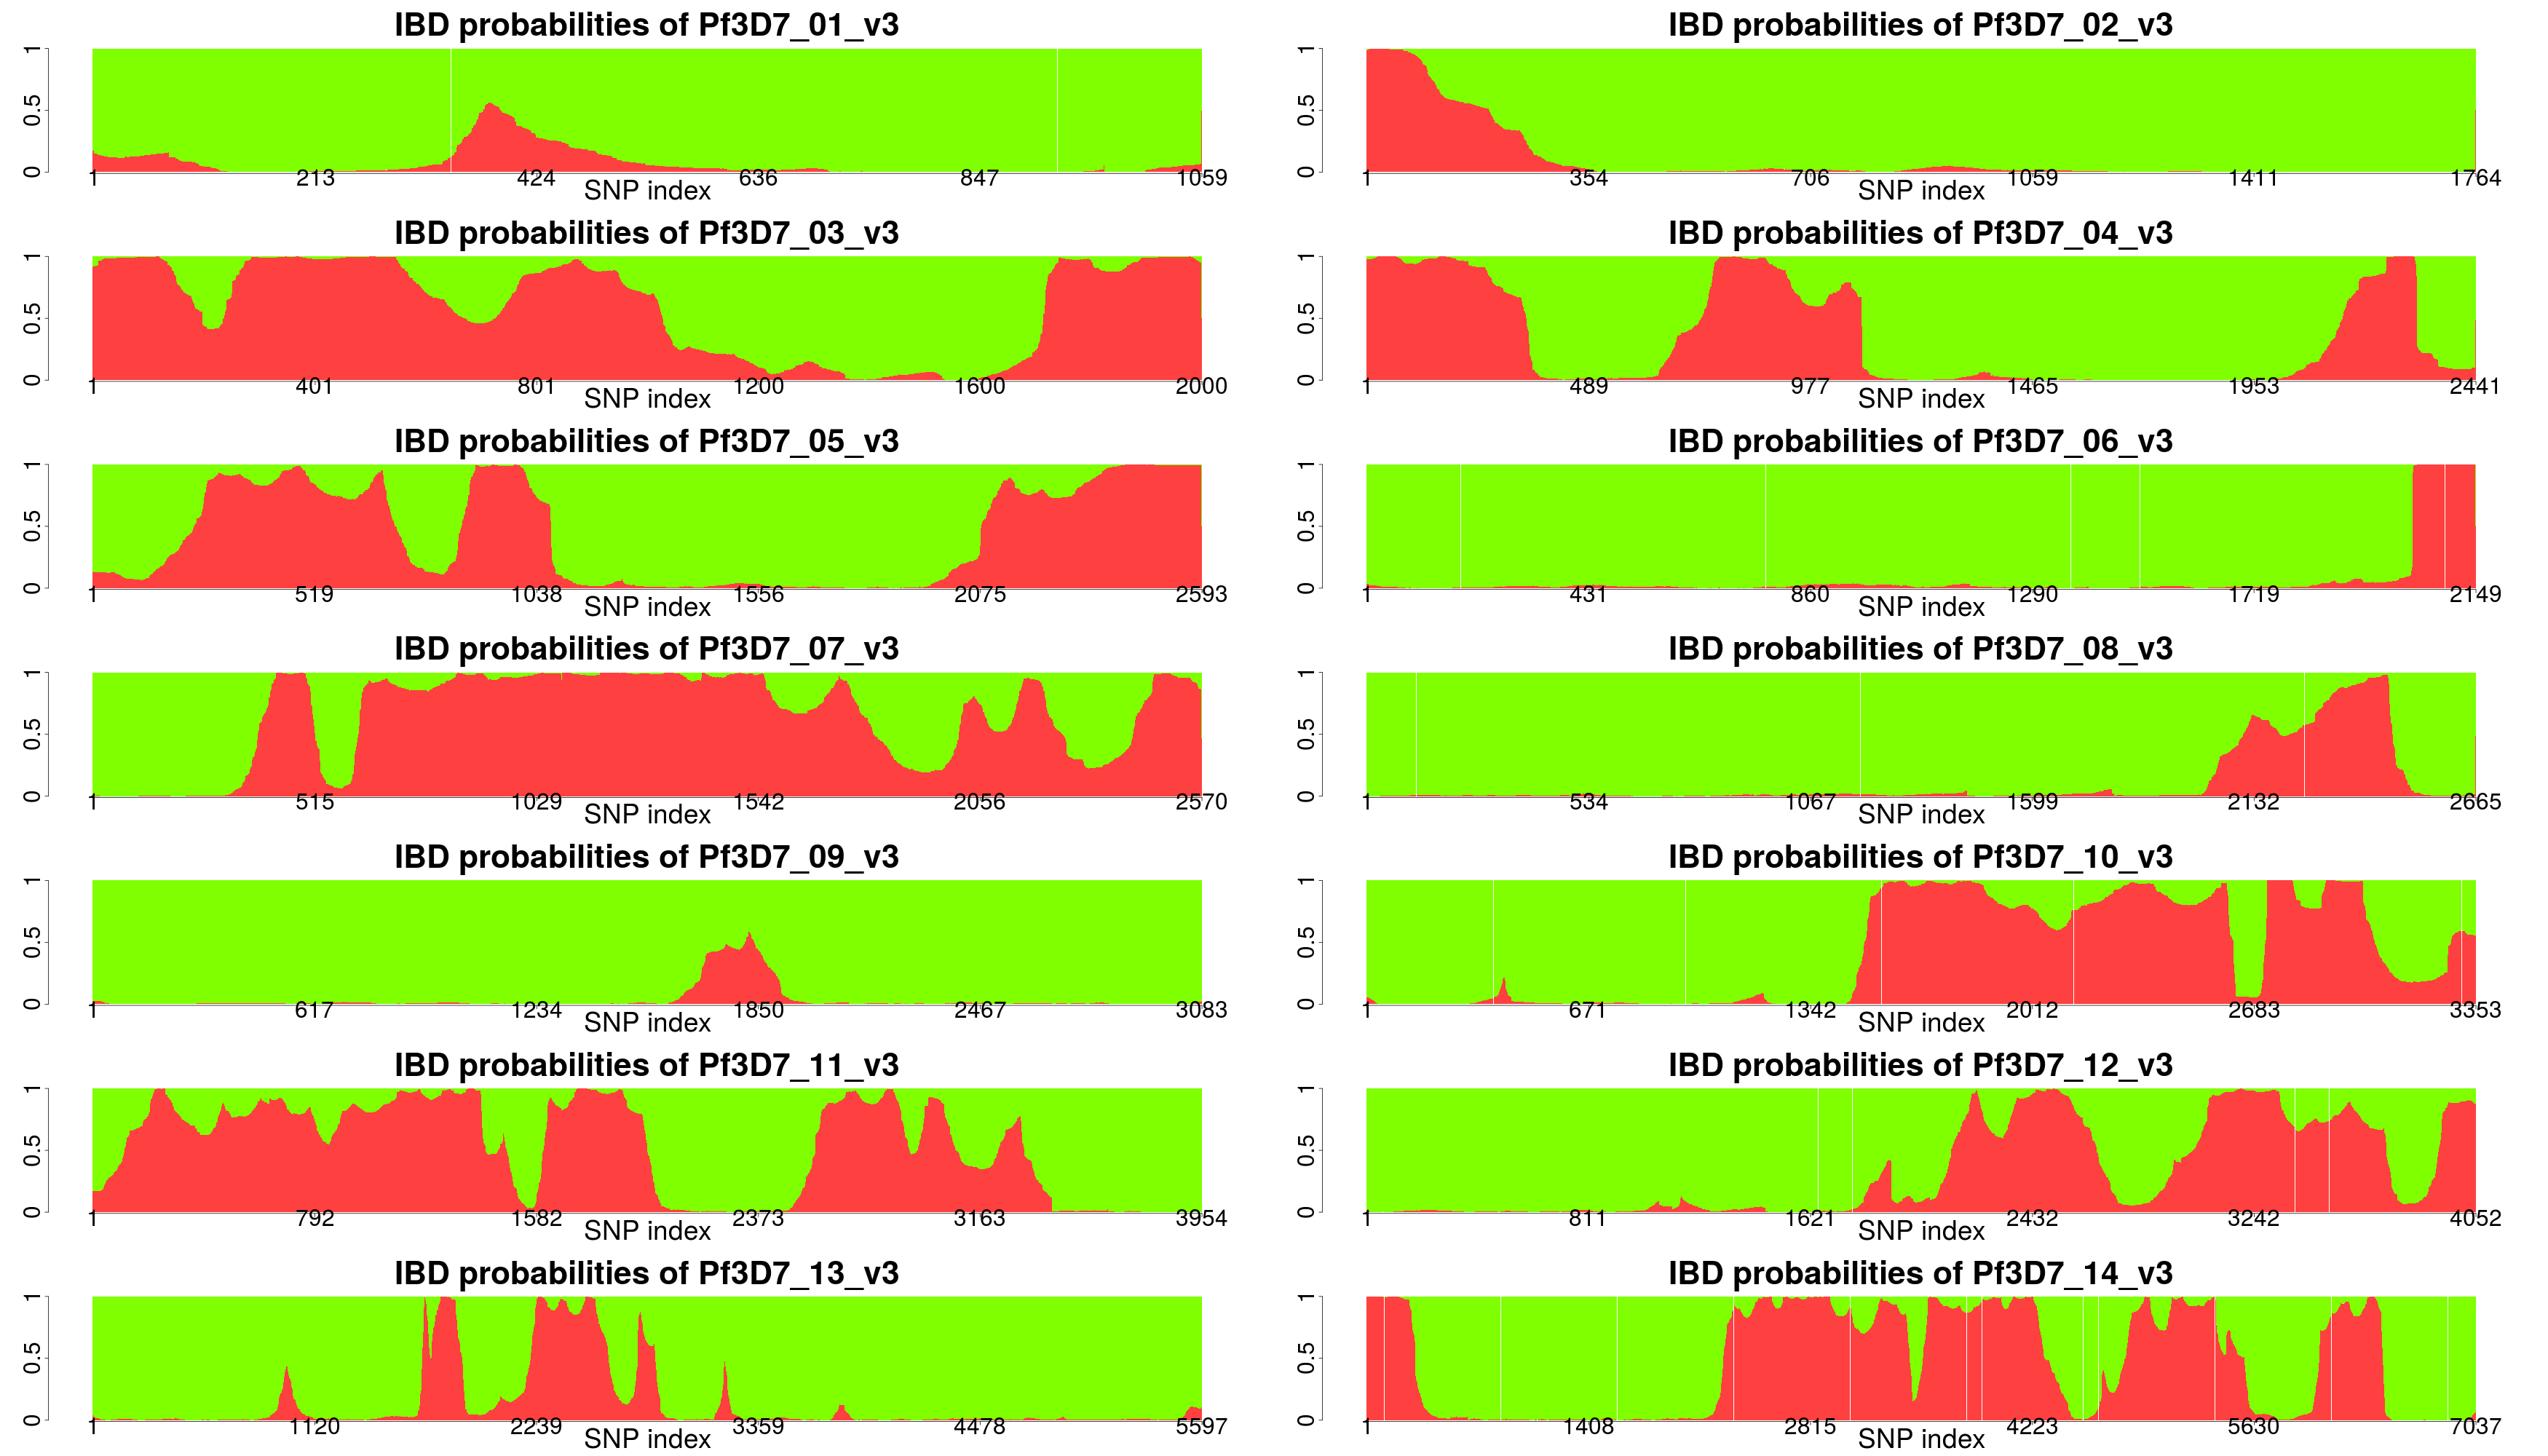 IBD probabilities of Pf3D7_01_v3
0 0.5 1
1 213 424 636 847 1059
SNP index
IBD probabilities of Pf3D7_02_v3
0 0.5 1
1 354 706 1059 1411 1764
SNP index
IBD probabilities of Pf3D7_03_v3
0 0.5 1
1 401 801 1200 1600 2000
SNP index
IBD probabilities of Pf3D7_04_v3
0 0.5 1
1 489 977 1465 1953 2441
SNP index
IBD probabilities of Pf3D7_05_v3
0 0.5 1
1 519 1038 1556 2075 2593
SNP index
IBD probabilities of Pf3D7_06_v3
0 0.5 1
1 431 860 1290 1719 2149
SNP index
IBD probabilities of Pf3D7_07_v3
0 0.5 1
1 515 1029 1542 2056 2570
SNP index
IBD probabilities of Pf3D7_08_v3
0 0.5 1
1 534 1067 1599 2132 2665
SNP index
IBD probabilities of Pf3D7_09_v3
0 0.5 1
1 617 1234 1850 2467 3083
SNP index
IBD probabilities of Pf3D7_10_v3
0 0.5 1
1 671 1342 2012 2683 3353
SNP index
IBD probabilities of Pf3D7_11_v3
0 0.5 1
1 792 1582 2373 3163 3954
SNP index
IBD probabilities of Pf3D7_12_v3
0 0.5 1
1 811 1621 2432 3242 4052
SNP index
IBD probabilities of Pf3D7_13_v3
0 0.5 1
1 1120 2239 3359 4478 5597
SNP index
IBD probabilities of Pf3D7_14_v3
0 0.5 1
1 1408 2815 4223 5630 7037
SNP index